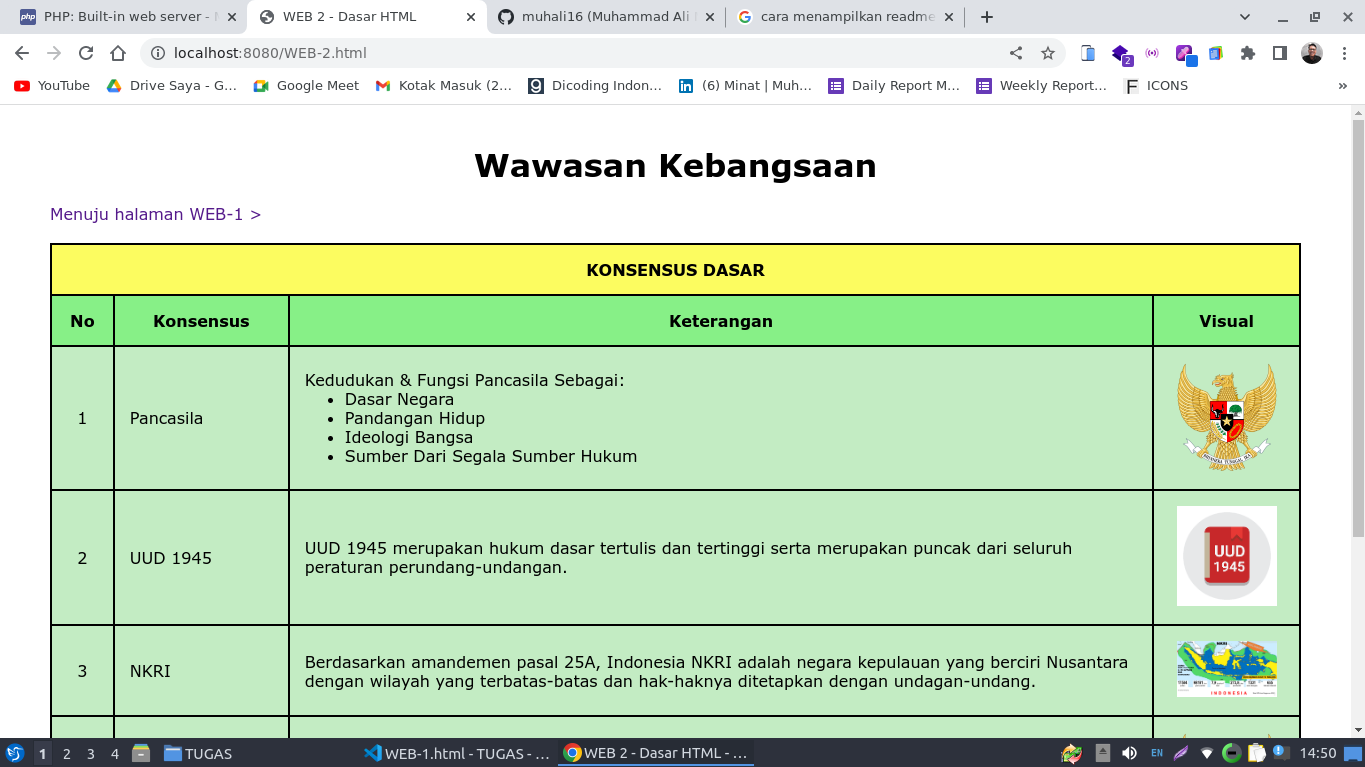 PHP: Built-in web server -
WEB 2 - Dasar HTML
muhali16 (Muhammad Ali
cara menampilkan readme
localhost:8080/WEB-2.html
2
YouTube
Drive Saya - G...
Google Meet
Kotak Masuk (2...
Dicoding Indon...
(6) Minat | Muh...
Daily Report M...
Weekly Report...
ICONS
»
Wawasan Kebangsaan
Menuju halaman WEB-1 >
KONSENSUS DASAR
No Konsensus Keterangan Visual
1 Pancasila
Kedudukan & Fungsi Pancasila Sebagai:
• Dasar Negara
• Pandangan Hidup
• Ideologi Bangsa
• Sumber Dari Segala Sumber Hukum
2 UUD 1945
UUD 1945 merupakan hukum dasar tertulis dan tertinggi serta merupakan puncak dari seluruh
peraturan perundang-undangan.
UUD
1945
3 NKRI
Berdasarkan amandemen pasal 25A, Indonesia NKRI adalah negara kepulauan yang berciri Nusantara
dengan wilayah yang terbatas-batas dan hak-haknya ditetapkan dengan undagan-undang.
INDONESIA
1 2 3 4
TUGAS
WEB-1.html - TUGAS - ...
WEB 2 - Dasar HTML - ...
EN
14:50